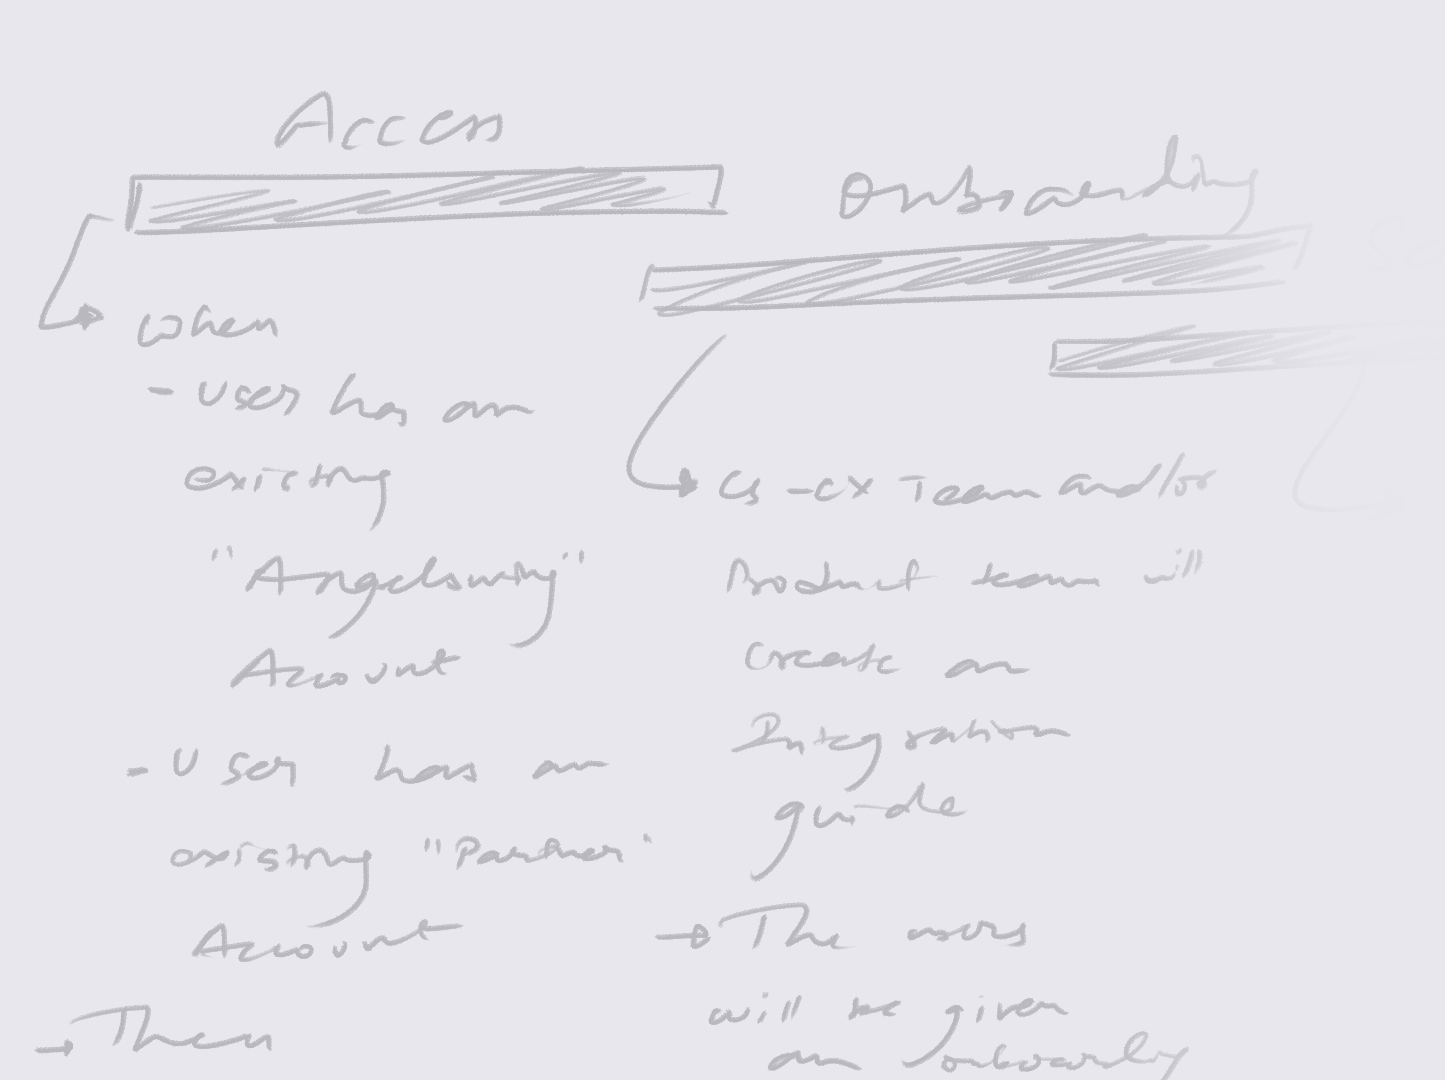 Access
When
- User has an
existing
"Angelswing"
Account
- User has an
existing "Partner"
Account
→ Then
Onboarding
CS-CX Team and/or
Product team will
create an
Integration
guide
→ The users
will be given
an onboarding